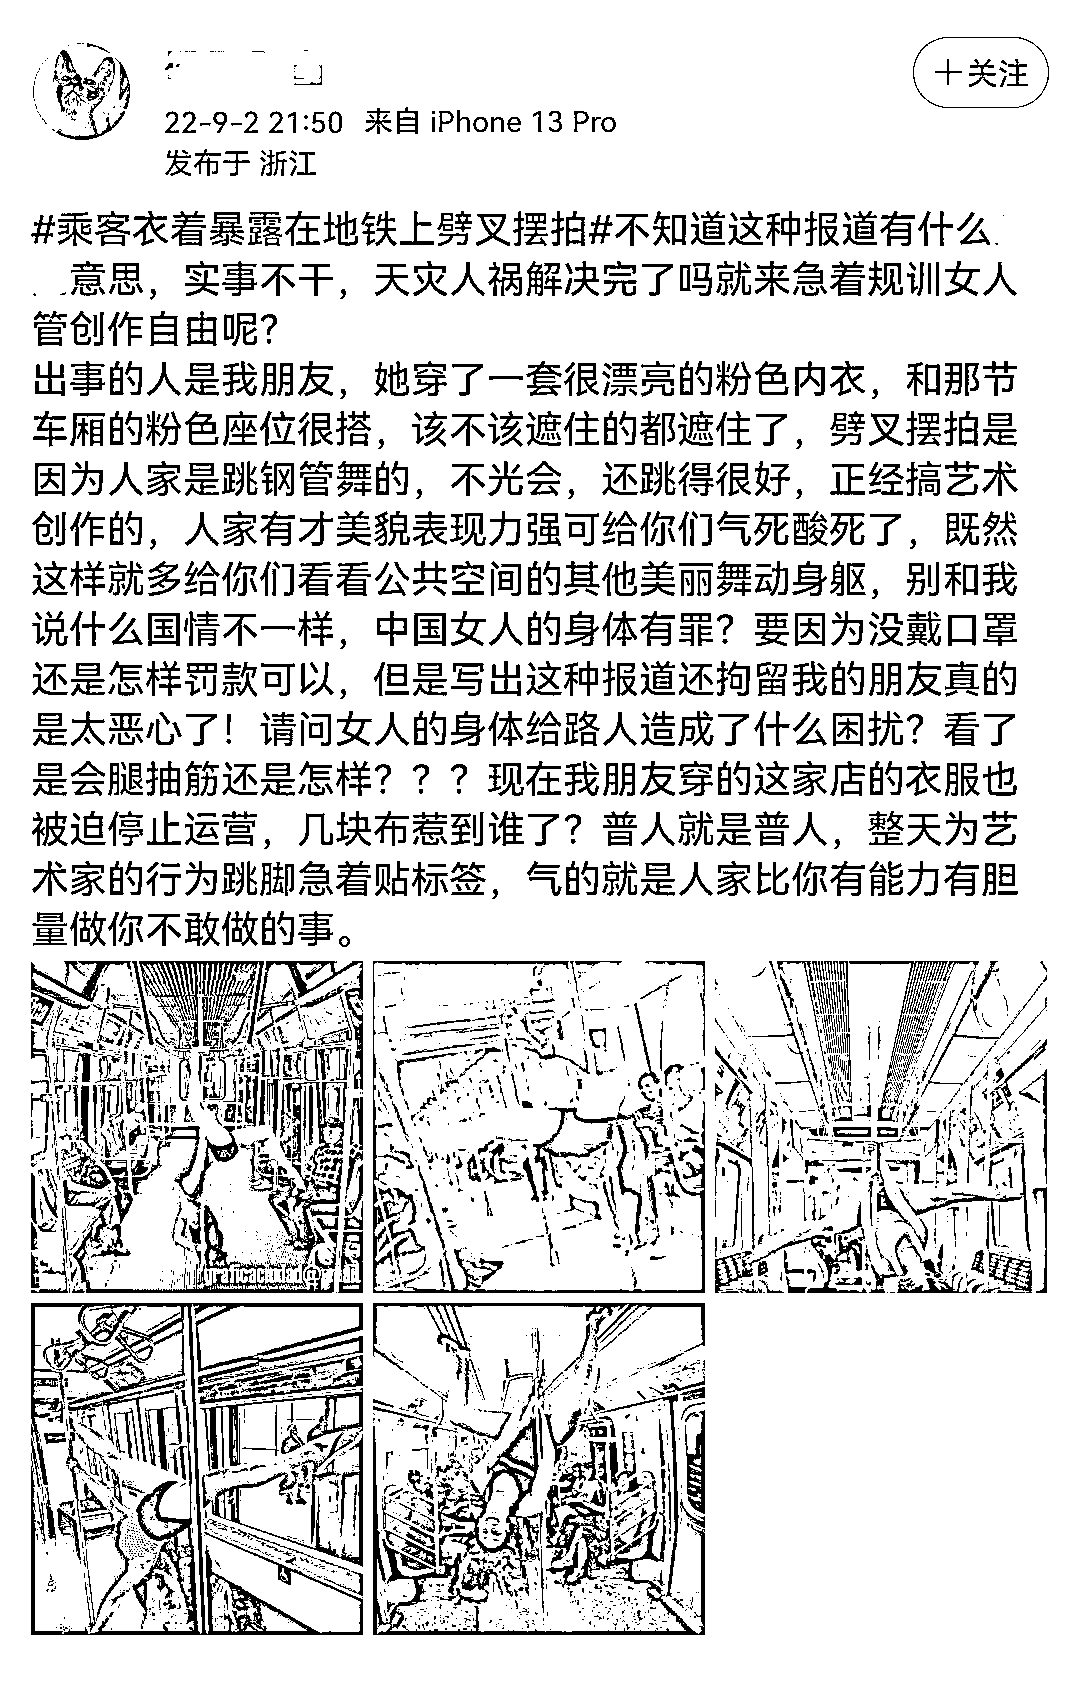 +关注
22-9-2 21:50 来自 iPhone 13 Pro
发布于 浙江
#乘客衣着暴露在地铁上劈叉摆拍#不知道这种报道有什么
意思，实事不干，天灾人祸解决完了吗就来急着规训女人
管创作自由呢？
出事的人是我朋友，她穿了一套很漂亮的粉色内衣，和那节
车厢的粉色座位很搭，该不该遮住的都遮住了，劈叉摆拍是
因为人家是跳钢管舞的，不光会，还跳得很好，正经搞艺术
创作的，人家有才美貌表现力强可给你们气死酸死了，既然
这样就多给你们看看公共空间的其他美丽舞动身躯，别和我
说什么国情不一样，中国女人的身体有罪？要因为没戴口罩
还是怎样罚款可以，但是写出这种报道还拘留我的朋友真的
是太恶心了！请问女人的身体给路人造成了什么困扰？看了
是会腿抽筋还是怎样？？？现在我朋友穿的这家店的衣服也
被迫停止运营，几块布惹到谁了？普人就是普人，整天为艺
术家的行为跳脚急着贴标签，气的就是人家比你有能力有胆
量做你不敢做的事。